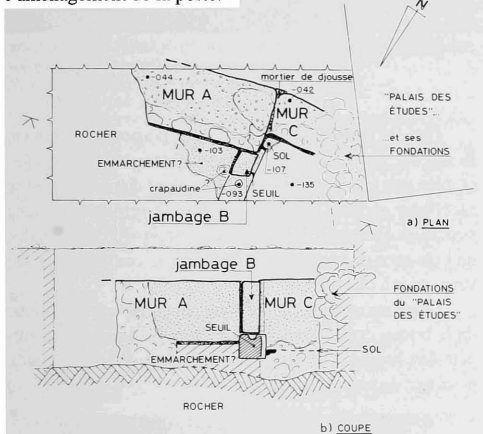 l'aménagement de la poste.
N
-044
mortier de djousse
-042
MUR A
MUR
C
"PALAIS DES
ÉTUDES"...
...et ses
FONDATIONS
ROCHER
-103
SOL
EMMARCHEMENT?
-107
crapaudine
-093
SEUIL
-135
jambage B
a) PLAN
jambage B
MUR A
MUR C
FONDATIONS
du "PALAIS
DES ÉTUDES"
SEUIL
SOL
EMMARCHEMENT?
ROCHER
b) COUPE